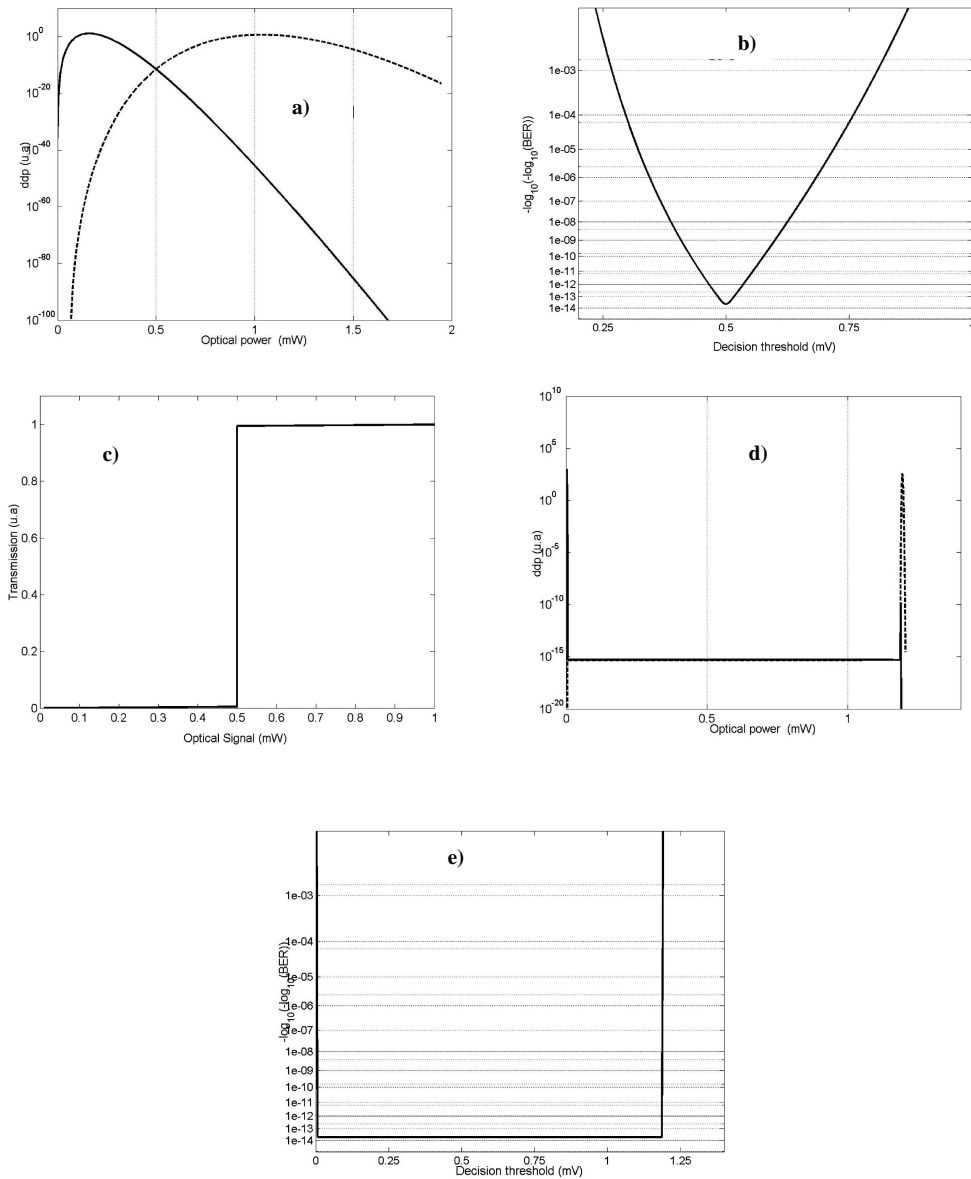 a)
ddp (u.a)
10^0
10^-20
10^-40
10^-60
10^-80
10^-100
0 0.5 1 1.5 2
Optical power (mW)
b)
-log10(-log10(BER))
1e-03
1e-04
1e-05
1e-06
1e-07
1e-08
1e-09
1e-10
1e-11
1e-12
1e-13
1e-14
0.25 0.5 0.75 1
Decision threshold (mV)
c)
Transmission (u.a)
1
0.8
0.6
0.4
0.2
0
0 0.1 0.2 0.3 0.4 0.5 0.6 0.7 0.8 0.9 1
Optical Signal (mW)
d)
ddp (u.a)
10^10
10^5
10^0
10^-5
10^-10
10^-15
10^-20
0 0.5 1
Optical power (mW)
e)
-log10(-log10(BER))
1e-03
1e-04
1e-05
1e-06
1e-07
1e-08
1e-09
1e-10
1e-11
1e-12
1e-13
1e-14
0 0.25 0.5 0.75 1 1.25
Decision threshold (mV)